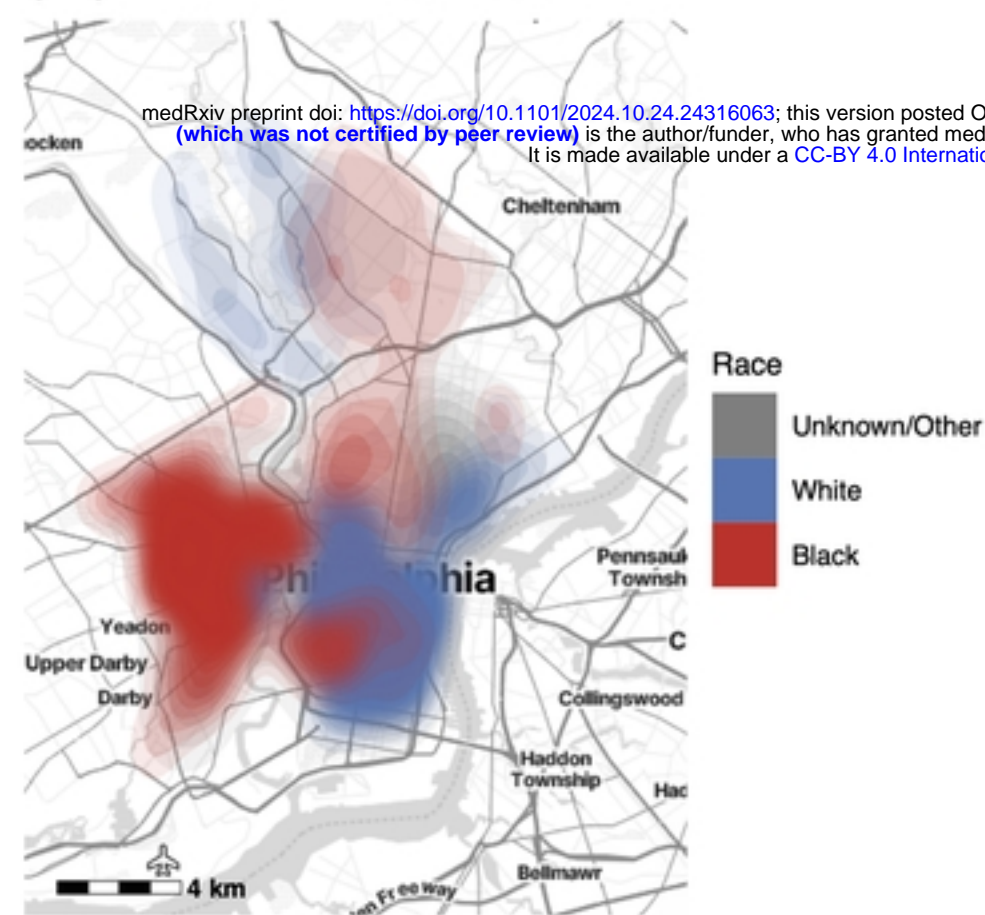 medRxiv preprint doi: https://doi.org/10.1101/2024.10.24.24316063; this version posted O
(which was not certified by peer review) is the author/funder, who has granted med
It is made available under a CC-BY 4.0 Internatio
ocken
Cheltenham
Race
Unknown/Other
White
Black
Philadelphia
Pennsauk
Townsh
Yeadon
Upper Darby
C
Darby
Collingswood
Haddon
Township
Had
Bellmawr
4 km
en Freeway